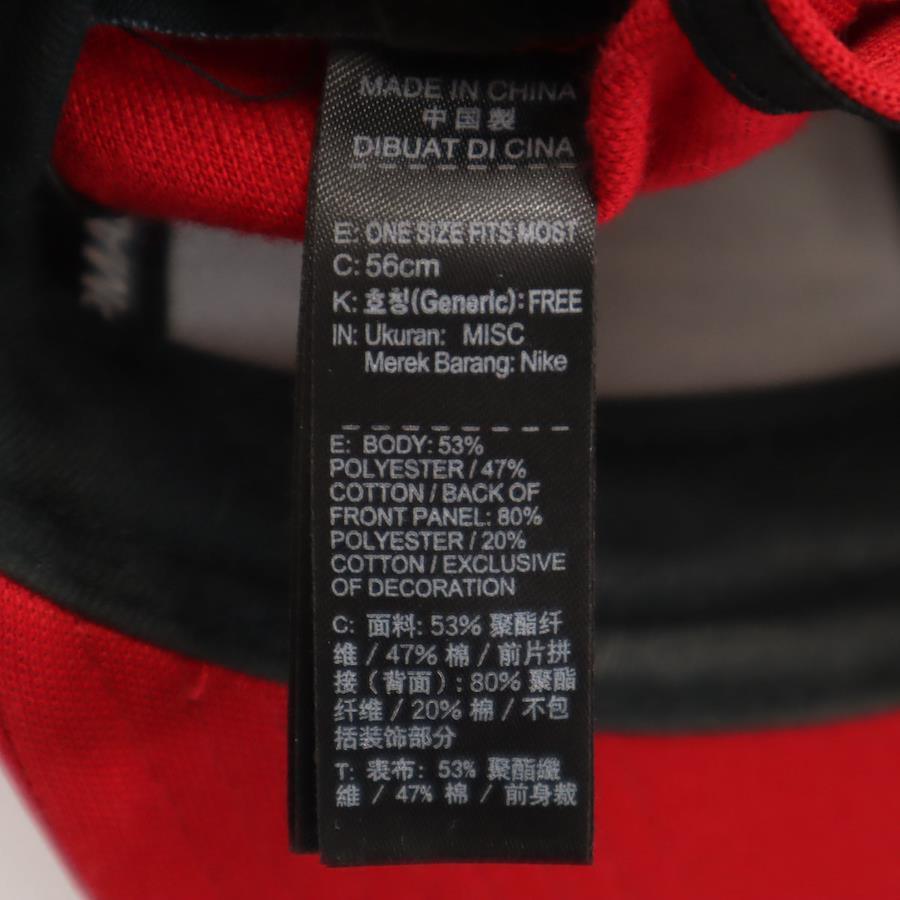 MADE IN CHINA
中国製
DIBUAT DI CINA
E: ONE SIZE FITS MOST
C: 56cm
K: 호칭(Generic): FREE
IN: Ukuran: MISC
Merek Barang: Nike
E: BODY: 53%
POLYESTER / 47%
COTTON / BACK OF
FRONT PANEL: 80%
POLYESTER / 20%
COTTON / EXCLUSIVE
OF DECORATION
C: 面料: 53% 聚酯纤
维 / 47% 棉 / 前片拼
接 (背面) : 80% 聚酯
纤维 / 20% 棉 / 不包
括装饰部分
T: 表布: 53% 聚酯纖
維 / 47% 棉 / 前身裁